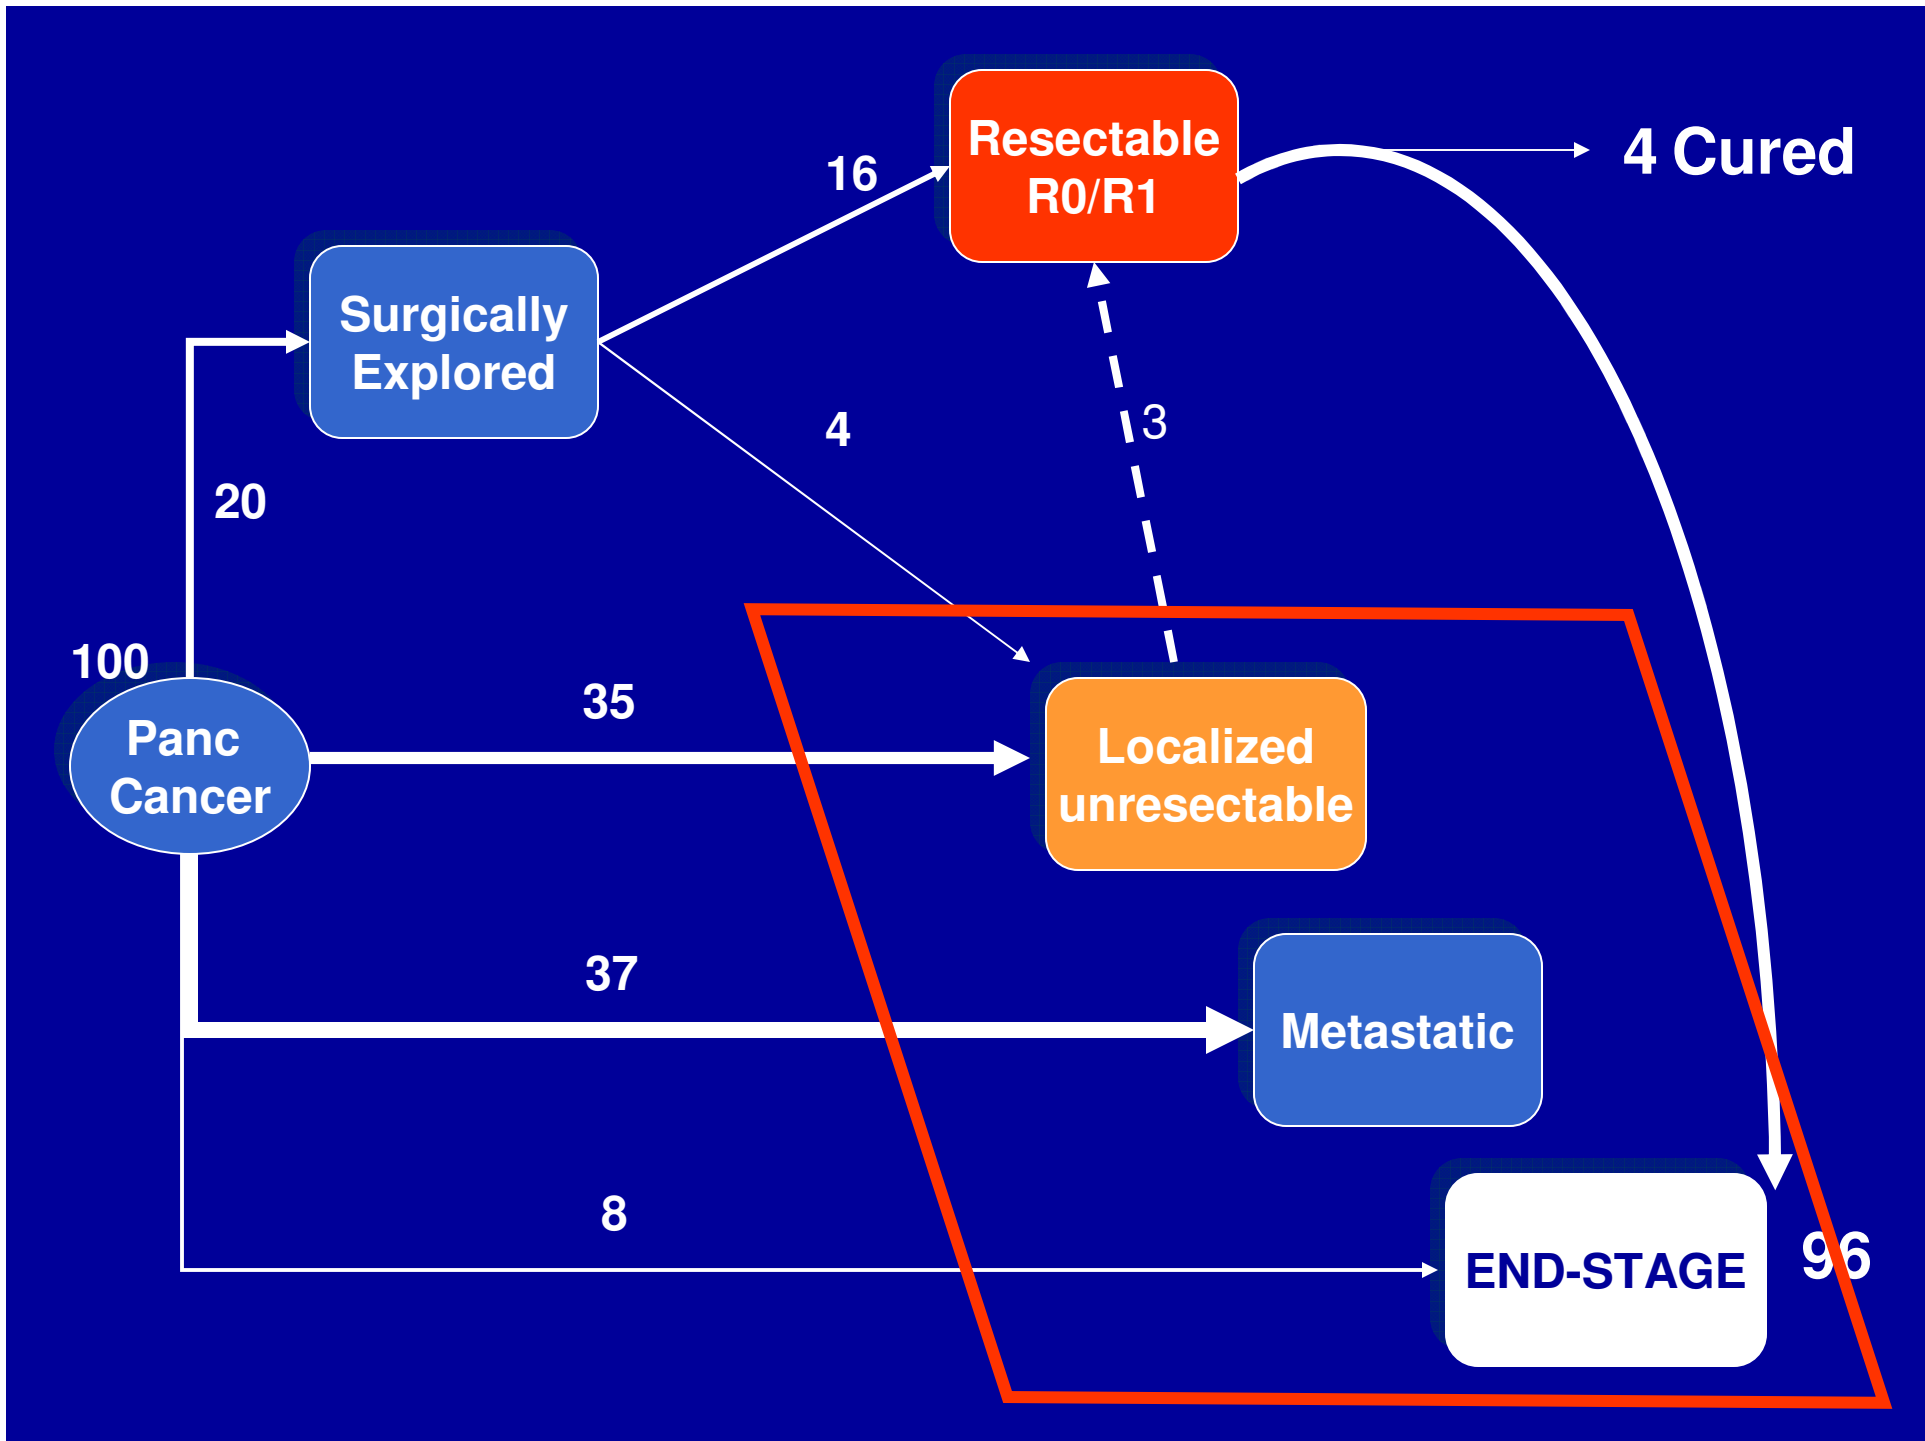 Resectable
R0/R1
4 Cured
16
Surgically
Explored
4
3
20
100
35
Panc
Cancer
Localized
unresectable
37
Metastatic
8
END-STAGE
96